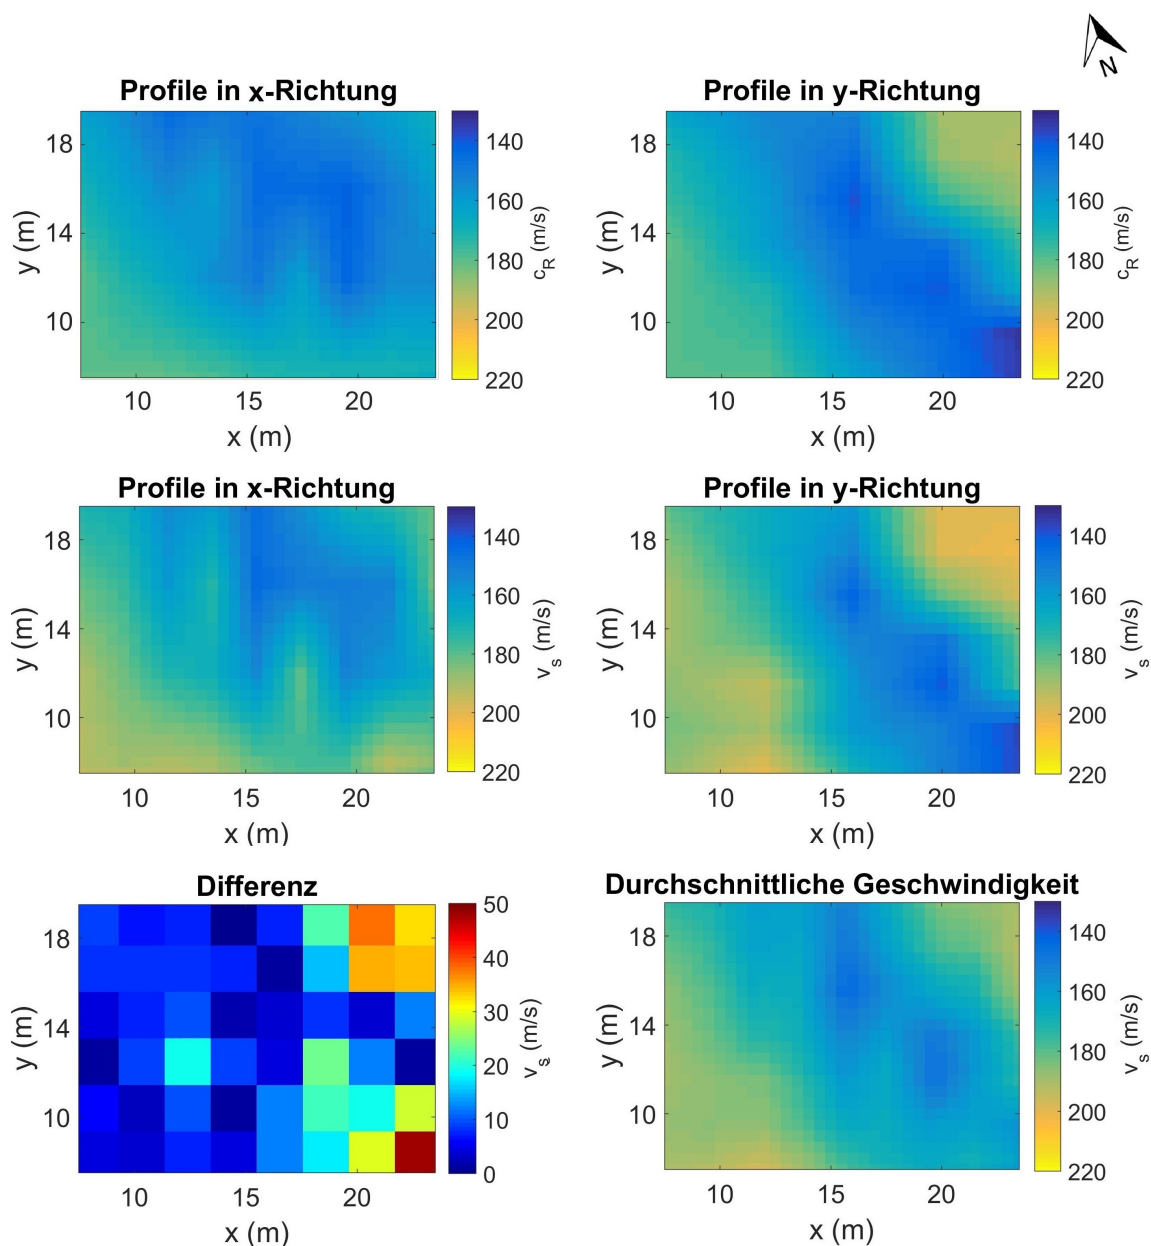 N
Profile in x-Richtung
18
14
10
y (m)
10 15 20
x (m)
140
160
180
200
220
c_R (m/s)
Profile in y-Richtung
18
14
10
y (m)
10 15 20
x (m)
140
160
180
200
220
c_R (m/s)
Profile in x-Richtung
18
14
10
y (m)
10 15 20
x (m)
140
160
180
200
220
v_s (m/s)
Profile in y-Richtung
18
14
10
y (m)
10 15 20
x (m)
140
160
180
200
220
v_s (m/s)
Differenz
18
14
10
y (m)
10 15 20
x (m)
50
40
30
20
10
0
v_s (m/s)
Durchschnittliche Geschwindigkeit
18
14
10
y (m)
10 15 20
x (m)
140
160
180
200
220
v_s (m/s)